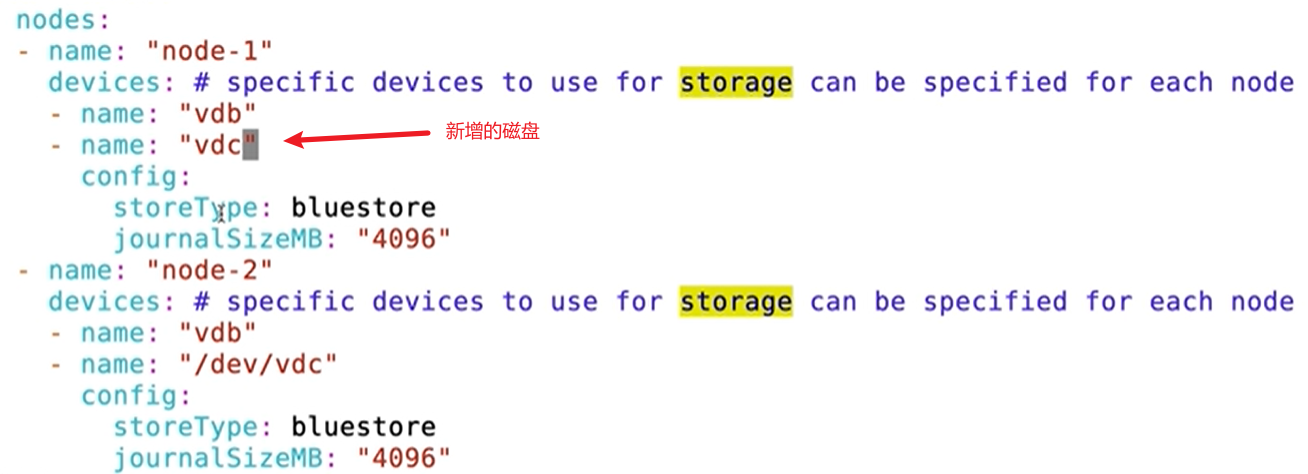 nodes:
- name: "node-1"
  devices: # specific devices to use for storage can be specified for each node
  - name: "vdb"
  - name: "vdc"
新增的磁盘
    config:
      storeType: bluestore
      journalSizeMB: "4096"
- name: "node-2"
  devices: # specific devices to use for storage can be specified for each node
  - name: "vdb"
  - name: "/dev/vdc"
    config:
      storeType: bluestore
      journalSizeMB: "4096"